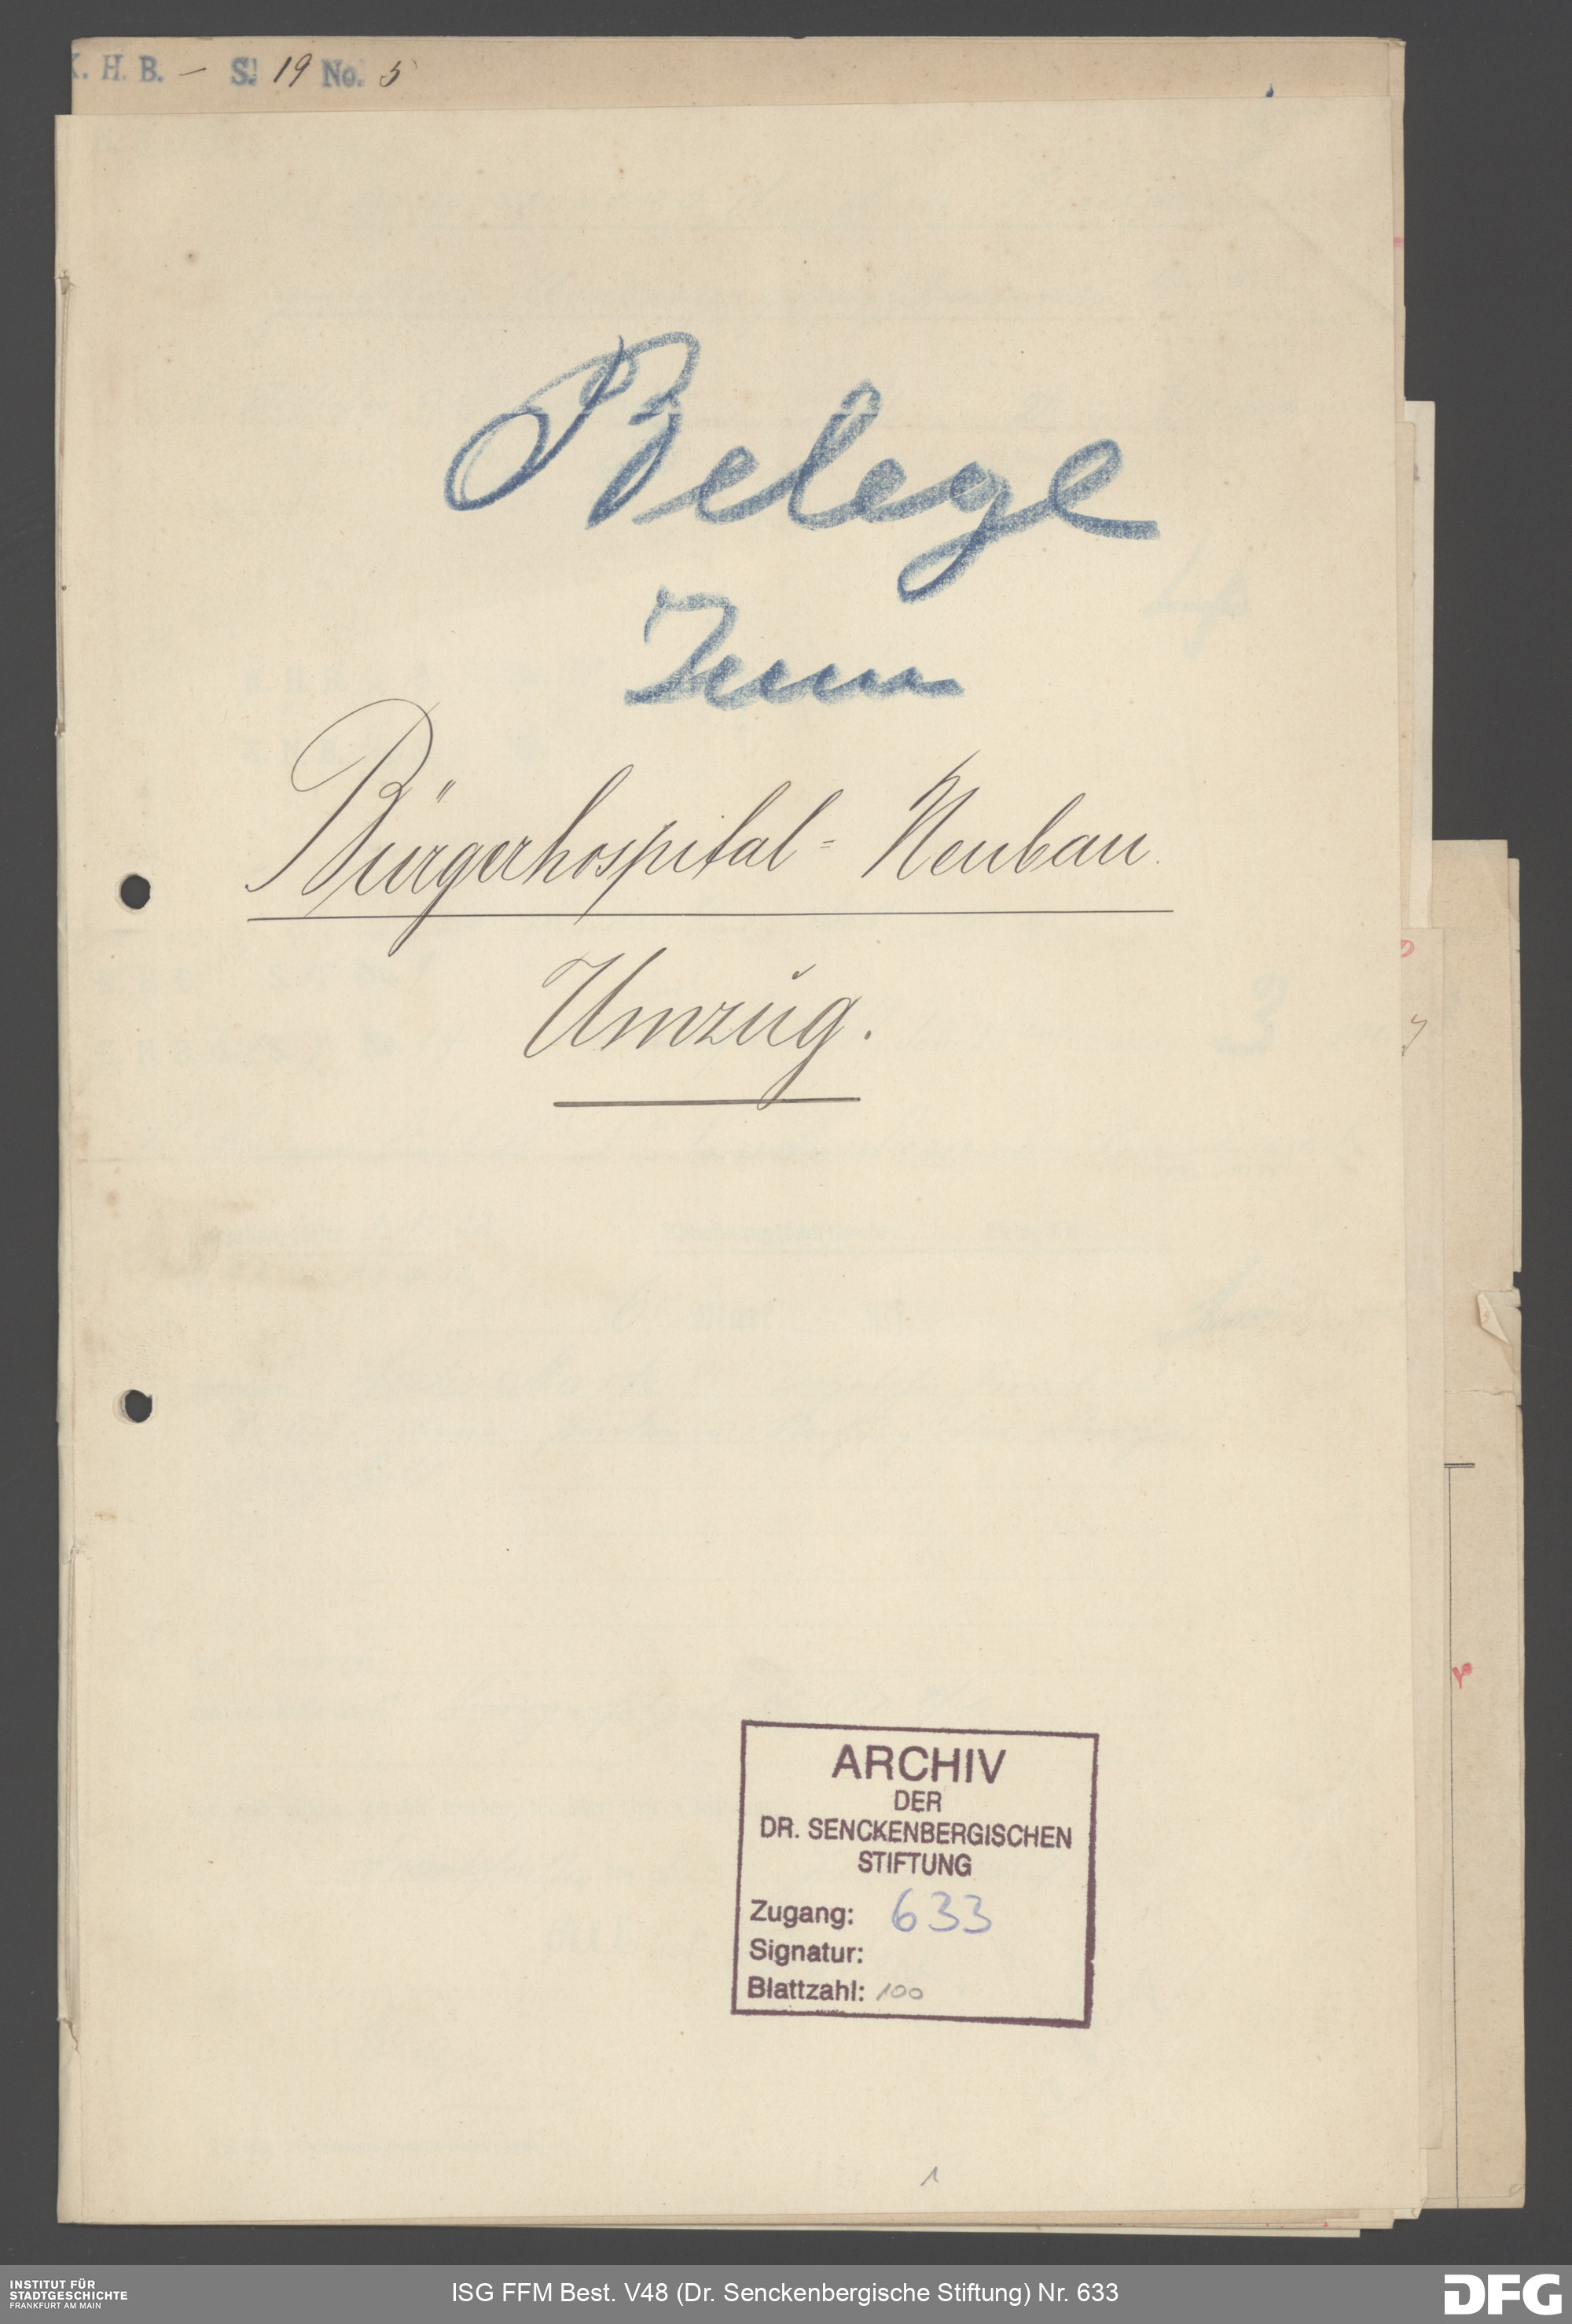 K. H. B. – S. 19 No. 5
Belege
zum
Bürgerhospital = Neubau.
Umzug.
ARCHIV
DER
DR. SENCKENBERGISCHEN
STIFTUNG
Zugang: 633
Signatur:
Blattzahl: 100
1
INSTITUT FÜR
STADTGESCHICHTE
FRANKFURT AM MAIN
ISG FFM Best. V48 (Dr. Senckenbergische Stiftung) Nr. 633
DFG